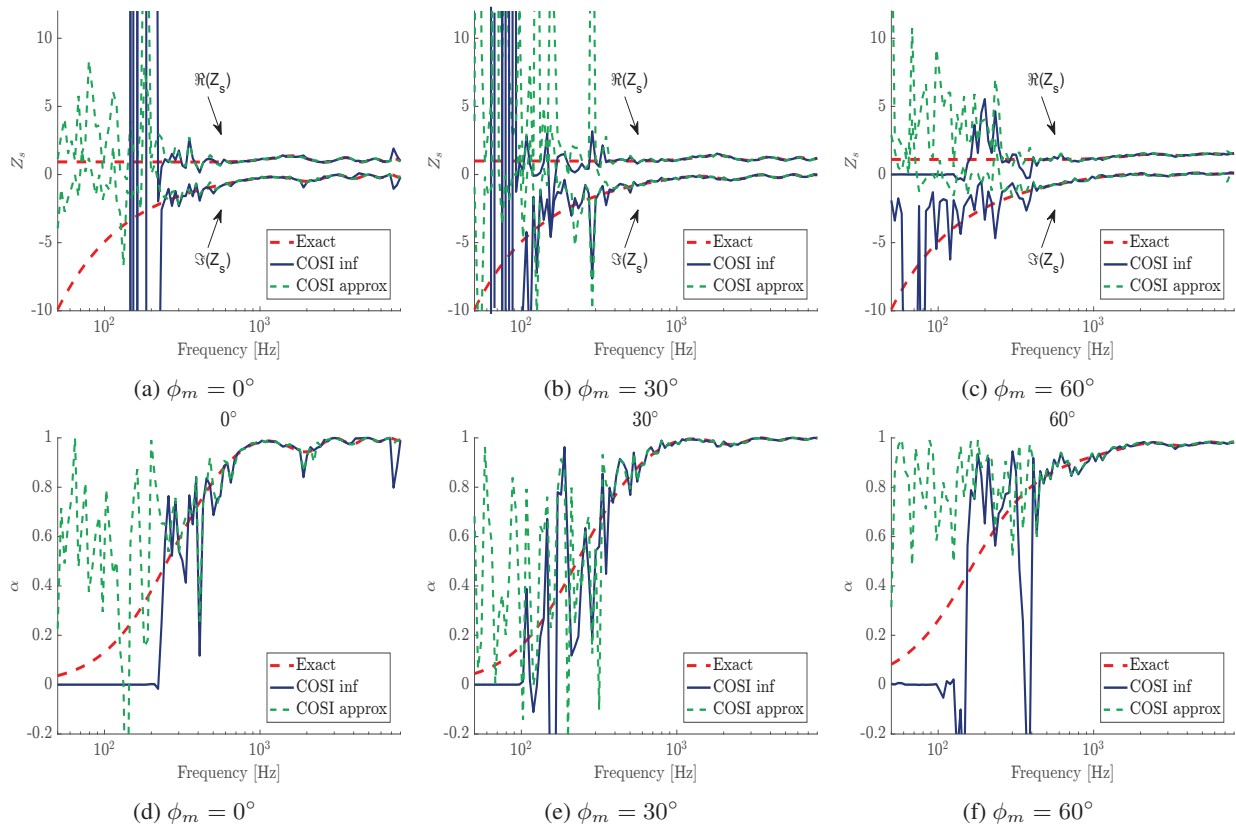 10
5
0
-5
-10
Z_s
ℜ(Z_s)
ℑ(Z_s)
Exact
COSI inf
COSI approx
10^2
10^3
Frequency [Hz]
(a) ϕ_m = 0°
10
5
0
-5
-10
Z_s
ℜ(Z_s)
ℑ(Z_s)
Exact
COSI inf
COSI approx
10^2
10^3
Frequency [Hz]
(b) ϕ_m = 30°
10
5
0
-5
-10
Z_s
ℜ(Z_s)
ℑ(Z_s)
Exact
COSI inf
COSI approx
10^2
10^3
Frequency [Hz]
(c) ϕ_m = 60°
0°
1
0.8
0.6
0.4
0.2
0
-0.2
α
Exact
COSI inf
COSI approx
10^2
10^3
Frequency [Hz]
(d) ϕ_m = 0°
30°
1
0.8
0.6
0.4
0.2
0
-0.2
α
Exact
COSI inf
COSI approx
10^2
10^3
Frequency [Hz]
(e) ϕ_m = 30°
60°
1
0.8
0.6
0.4
0.2
0
-0.2
α
Exact
COSI inf
COSI approx
10^2
10^3
Frequency [Hz]
(f) ϕ_m = 60°